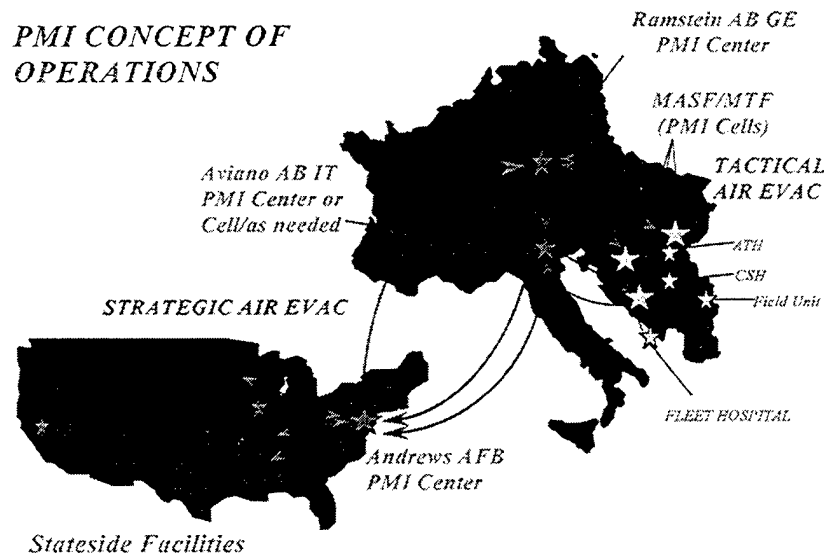 PMI CONCEPT OF
OPERATIONS
Ramstein AB GE
PMI Center
MASF/MTF
(PMI Cells)
TACTICAL
AIR EVAC
Aviano AB IT
PMI Center or
Cell/as needed
ATH
CSH
Field Unit
STRATEGIC AIR EVAC
FLEET HOSPITAL
Andrews AFB
PMI Center
Stateside Facilities